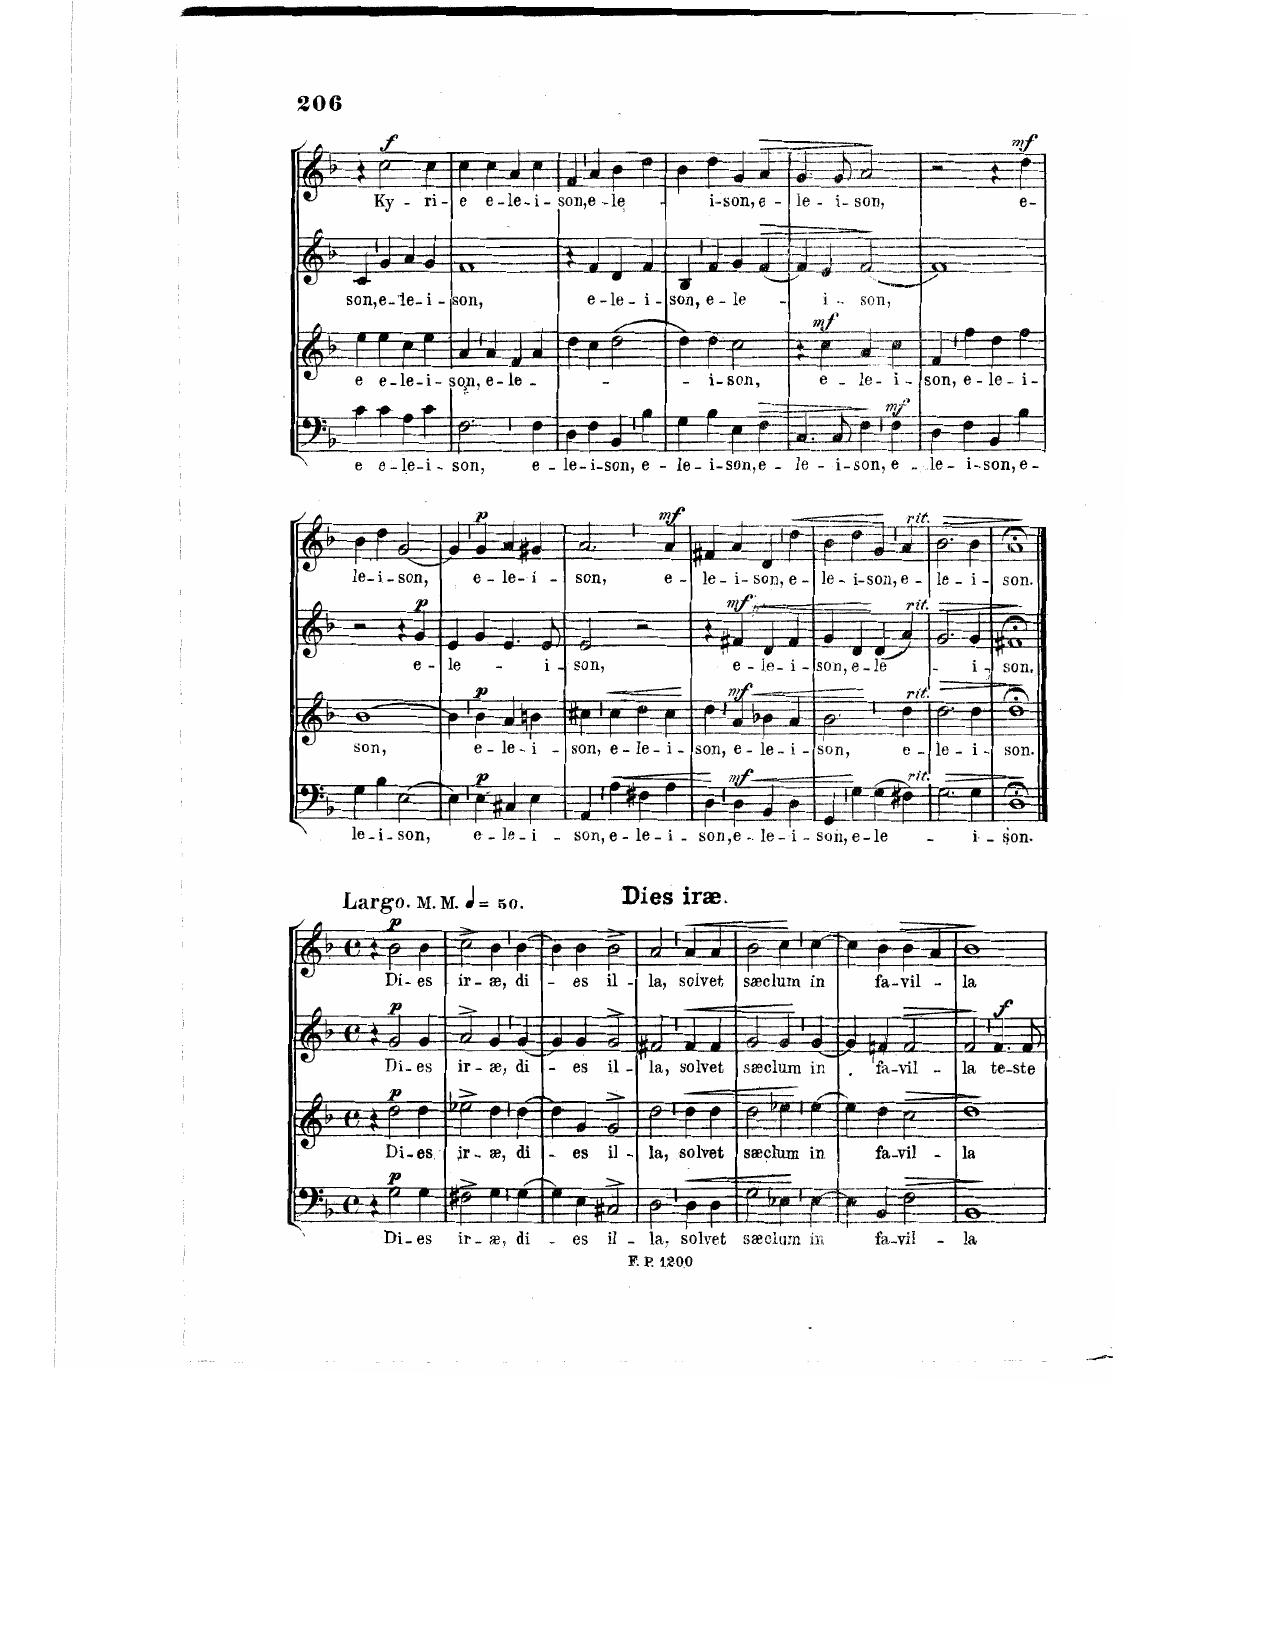 206
f
mf
Ky - ri - e e - le - i - son, e - le - i - son, e - le - i - son, e -
son, e - le - i - son, e - le - i - son, e - le - i - son,
mf
e e - le - i - son, e - le - i - son, e - le - i - son, e - le - i -
mf
e e - le - i - son, e - le - i - son, e - le - i - son, e - le - i - son, e - le - i - son, e -
p mf rit.
le - i - son, e - le - i - son, e - le - i - son, e - le - i - son, e - le - i - son.
p mf rit.
e - le - i - son, e - le - i - son, e - le - i - son.
p mf rit.
son, e - le - i - son, e - le - i - son, e - le - i - son, e - le - i - son.
p mf rit.
le - i - son, e - le - i - son, e - le - i - son, e - le - i - son, e - le - i - son.
Dies iræ.
Largo. M. M. ♩ = 50.
p
Di - es ir - æ, di - es il - la, solvet sæclum in fa - vil - la
p f
Di - es ir - æ, di - es il - la, solvet sæclum in fa - vil - la te - ste
p
Di - es ir - æ, di - es il - la, solvet sæclum in fa - vil - la
p
Di - es ir - æ, di - es il - la, solvet sæclum in fa - vil - la
F. P. 1200